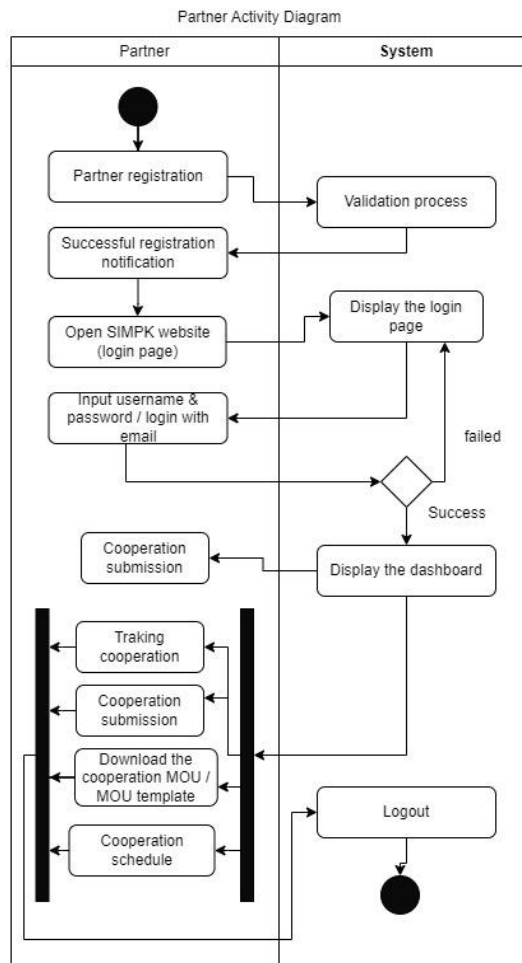 Partner Activity Diagram
Partner
System
Partner registration
Validation process
Successful registration
notification
Open SIMPK website
(login page)
Display the login
page
Input username &
password / login with
email
failed
Success
Cooperation
submission
Display the dashboard
Traking
cooperation
Cooperation
submission
Download the
cooperation MOU /
MOU template
Logout
Cooperation
schedule